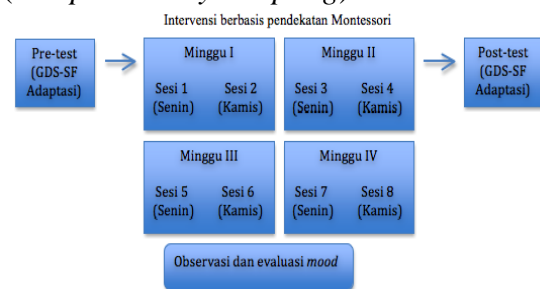 Intervensi berbasis pendekatan Montessori
Pre-test
(GDS-SF
Adaptasi)
Minggu I
Sesi 1 Sesi 2
(Senin) (Kamis)
Minggu II
Sesi 3 Sesi 4
(Senin) (Kamis)
Post-test
(GDS-SF
Adaptasi)
Minggu III
Sesi 5 Sesi 6
(Senin) (Kamis)
Minggu IV
Sesi 7 Sesi 8
(Senin) (Kamis)
Observasi dan evaluasi mood